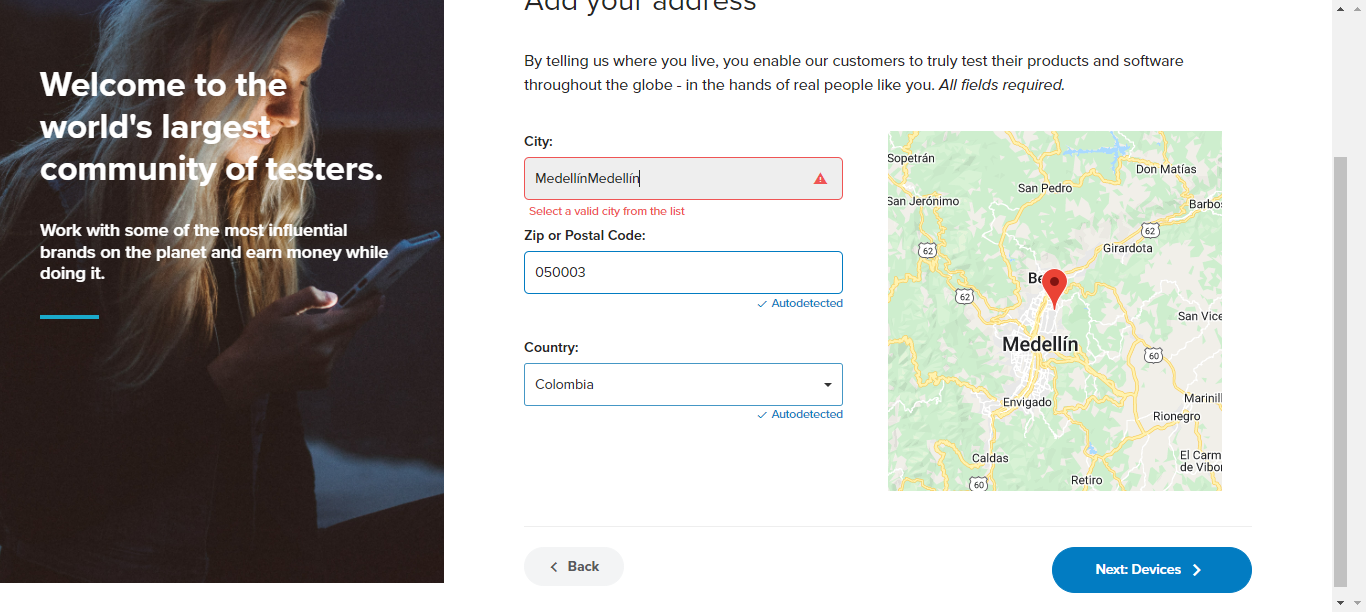 Add your address
Welcome to the
world's largest
community of testers.
Work with some of the most influential
brands on the planet and earn money while
doing it.
By telling us where you live, you enable our customers to truly test their products and software
throughout the globe - in the hands of real people like you. All fields required.
City:
MedellínMedellín
Select a valid city from the list
Zip or Postal Code:
050003
Autodetected
Country:
Colombia
Autodetected
Sopetrán
Don Matías
San Pedro
San Jerónimo
Barbos
62
Girardota
62
Be
62
San Vice
Medellín
60
Envigado
Marinill
Rionegro
Caldas
El Carm
de Vibor
Retiro
60
Back
Next: Devices